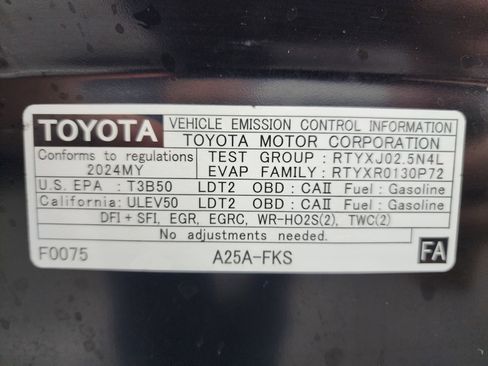 TOYOTA VEHICLE EMISSION CONTROL INFORMATION
TOYOTA MOTOR CORPORATION
Conforms to regulations TEST GROUP : RTYXJ02.5N4L
2024MY EVAP FAMILY : RTYXR0130P72
U.S. EPA : T3B50 LDT2 OBD : CAII Fuel : Gasoline
California: ULEV50 LDT2 OBD : CAII Fuel : Gasoline
DFI + SFI, EGR, EGRC, WR-HO2S(2), TWC(2)
No adjustments needed.
F0075 A25A-FKS FA